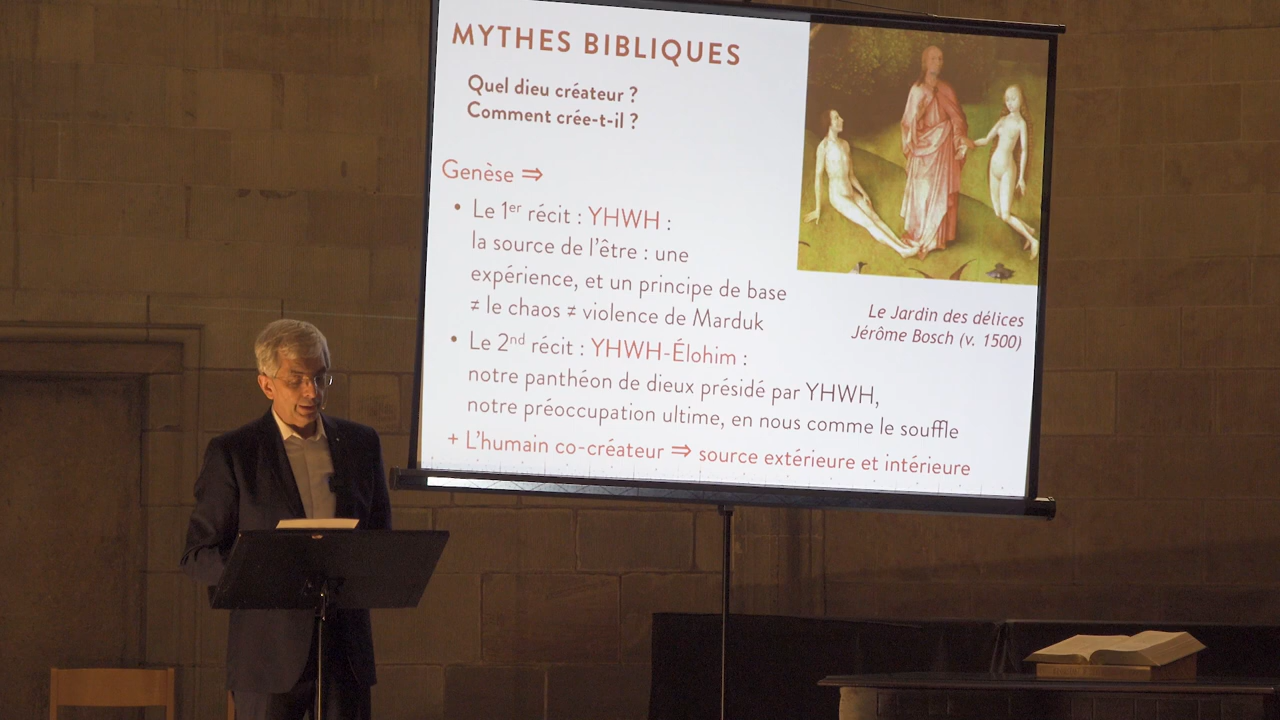 MYTHES BIBLIQUES
Quel dieu créateur ?
Comment crée-t-il ?
Genèse ⇒
• Le 1er récit : YHWH :
la source de l'être : une
expérience, et un principe de base
≠ le chaos ≠ violence de Marduk
• Le 2nd récit : YHWH-Élohim :
notre panthéon de dieux présidé par YHWH,
notre préoccupation ultime, en nous comme le souffle
+ L'humain co-créateur ⇒ source extérieure et intérieure
Le Jardin des délices
Jérôme Bosch (v. 1500)